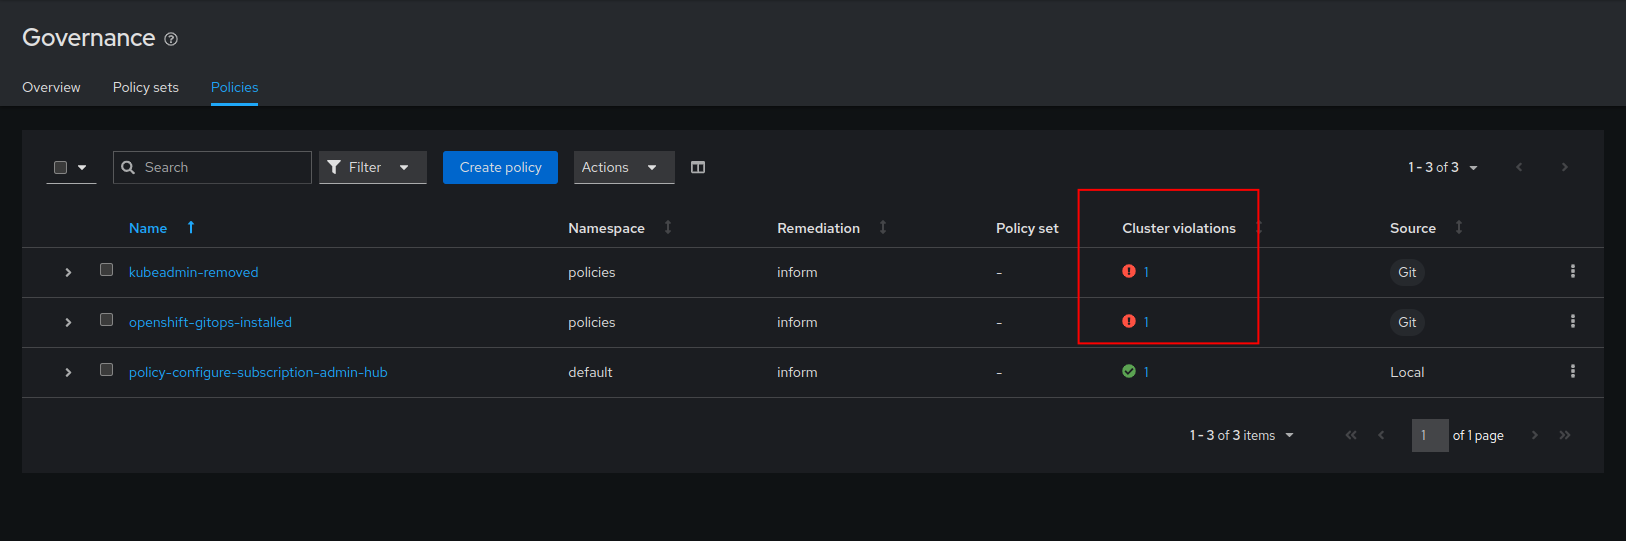 Governance
Overview Policy sets Policies
Search Filter Create policy Actions 1 - 3 of 3
Name Namespace Remediation Policy set Cluster violations Source
kubeadmin-removed policies inform - 1 Git
openshift-gitops-installed policies inform - 1 Git
policy-configure-subscription-admin-hub default inform - 1 Local
1 - 3 of 3 items 1 of 1 page